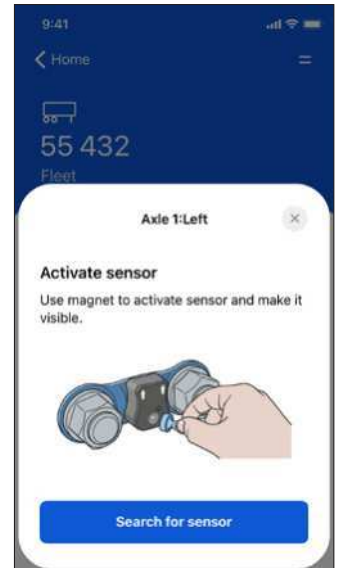 9:41
Home
55 432
Fleet
Axle 1:Left
Activate sensor
Use magnet to activate sensor and make it
visible.
Search for sensor